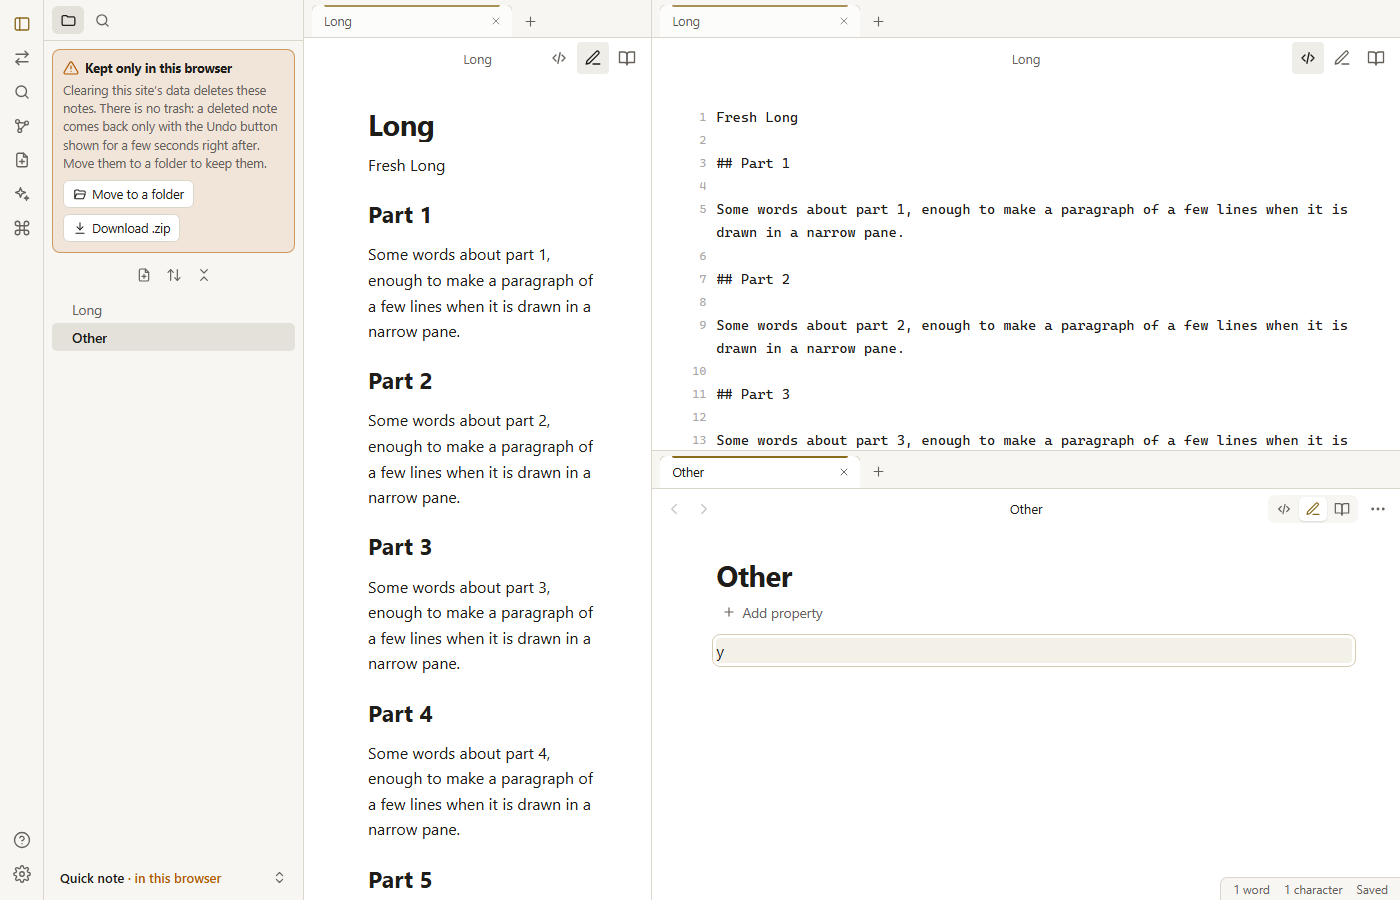 Kept only in this browser
Clearing this site's data deletes these
notes. There is no trash: a deleted note
comes back only with the Undo button
shown for a few seconds right after.
Move them to a folder to keep them.
Move to a folder
Download .zip
Long
Other
Quick note · in this browser
Long
Long
Long
Fresh Long
Part 1
Some words about part 1,
enough to make a paragraph of
a few lines when it is drawn in a
narrow pane.
Part 2
Some words about part 2,
enough to make a paragraph of
a few lines when it is drawn in a
narrow pane.
Part 3
Some words about part 3,
enough to make a paragraph of
a few lines when it is drawn in a
narrow pane.
Part 4
Some words about part 4,
enough to make a paragraph of
a few lines when it is drawn in a
narrow pane.
Part 5
Long
Long
1 Fresh Long
2
3 ## Part 1
4
5 Some words about part 1, enough to make a paragraph of a few lines when it is
drawn in a narrow pane.
6
7 ## Part 2
8
9 Some words about part 2, enough to make a paragraph of a few lines when it is
drawn in a narrow pane.
10
11 ## Part 3
12
13 Some words about part 3, enough to make a paragraph of a few lines when it is
Other
Other
Other
+ Add property
y
1 word 1 character Saved